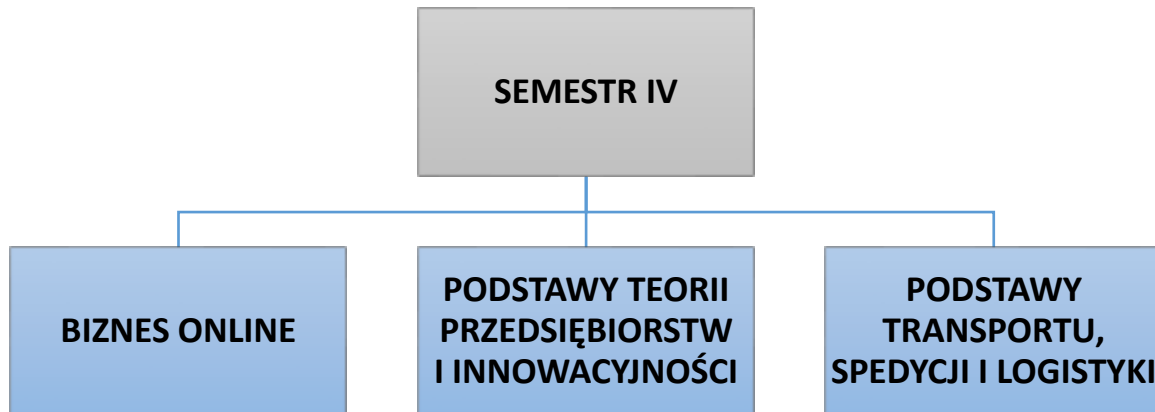 SEMESTR IV
BIZNES ONLINE
PODSTAWY TEORII
PRZEDSIĘBIORSTW
I INNOWACYJNOŚCI
PODSTAWY
TRANSPORTU,
SPEDYCJI I LOGISTYKI